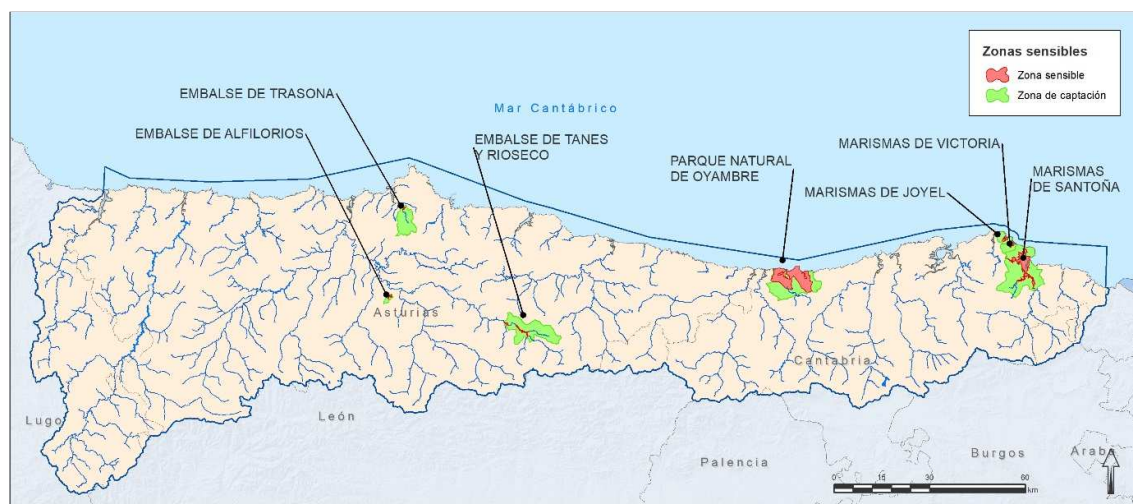 Zonas sensibles
Zona sensible
Zona de captación
EMBALSE DE TRASONA
Mar Cantábrico
EMBALSE DE ALFILORIOS
EMBALSE DE TANES
Y RIOSECO
PARQUE NATURAL
DE OYAMBRE
MARISMAS DE VICTORIA
MARISMAS DE JOYEL
MARISMAS
DE SANTOÑA
Asturias
Cantabria
Lugo
León
Palencia
Burgos
Araba
0 15 30 60
km